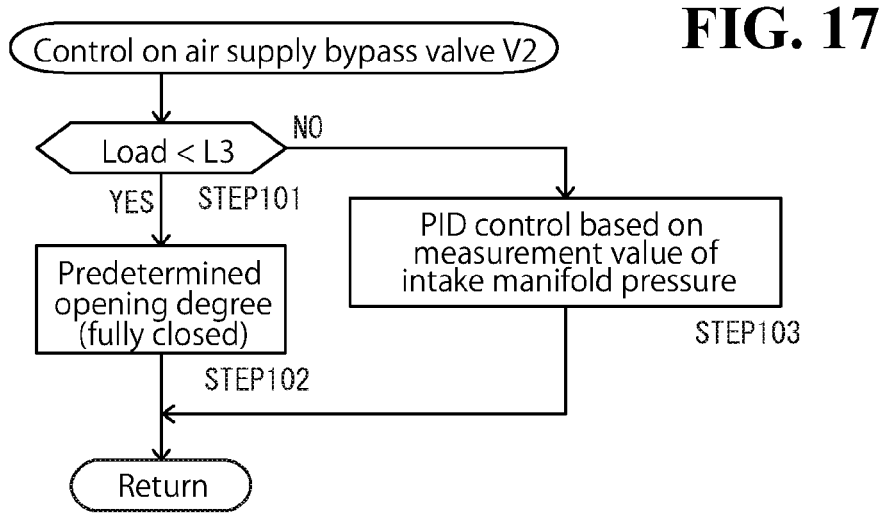 FIG. 17
Control on air supply bypass valve V2
Load < L3
NO
YES
STEP101
PID control based on
measurement value of
intake manifold pressure
Predetermined
opening degree
(fully closed)
STEP103
STEP102
Return